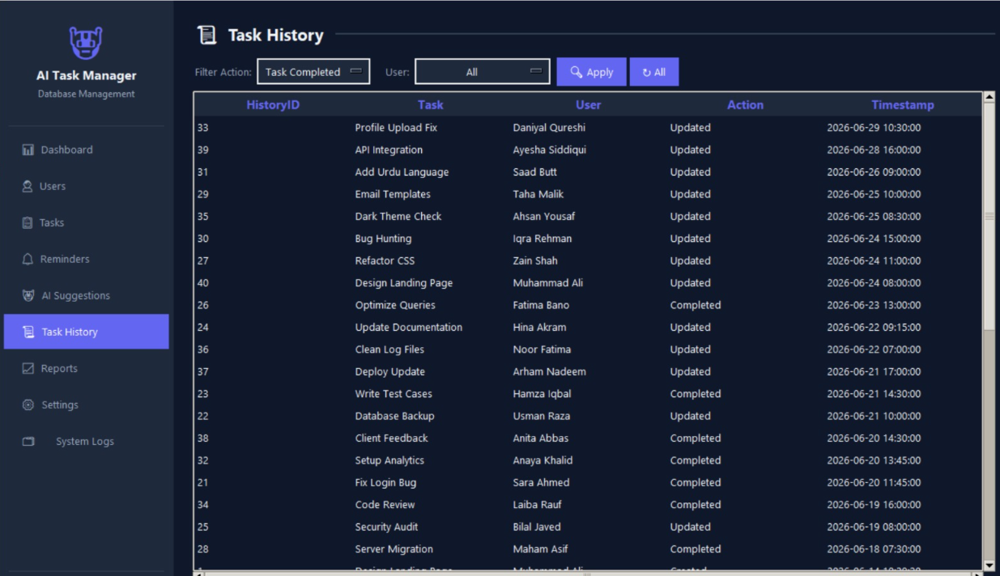 AI Task Manager
Database Management
Dashboard
Users
Tasks
Reminders
AI Suggestions
Task History
Reports
Settings
System Logs
Task History
Filter Action: Task Completed User: All Apply ↻ All
HistoryID Task User Action Timestamp
33 Profile Upload Fix Daniyal Qureshi Updated 2026-06-29 10:30:00
39 API Integration Ayesha Siddiqui Updated 2026-06-28 16:00:00
31 Add Urdu Language Saad Butt Updated 2026-06-26 09:00:00
29 Email Templates Taha Malik Updated 2026-06-25 10:00:00
35 Dark Theme Check Ahsan Yousaf Updated 2026-06-25 08:30:00
30 Bug Hunting Iqra Rehman Updated 2026-06-24 15:00:00
27 Refactor CSS Zain Shah Updated 2026-06-24 11:00:00
40 Design Landing Page Muhammad Ali Updated 2026-06-24 08:00:00
26 Optimize Queries Fatima Bano Completed 2026-06-23 13:00:00
24 Update Documentation Hina Akram Updated 2026-06-22 09:15:00
36 Clean Log Files Noor Fatima Updated 2026-06-22 07:00:00
37 Deploy Update Arham Nadeem Updated 2026-06-21 17:00:00
23 Write Test Cases Hamza Iqbal Completed 2026-06-21 14:30:00
22 Database Backup Usman Raza Updated 2026-06-21 10:00:00
38 Client Feedback Anita Abbas Completed 2026-06-20 14:30:00
32 Setup Analytics Anaya Khalid Completed 2026-06-20 13:45:00
21 Fix Login Bug Sara Ahmed Completed 2026-06-20 11:45:00
34 Code Review Laiba Rauf Completed 2026-06-19 16:00:00
25 Security Audit Bilal Javed Updated 2026-06-19 08:00:00
28 Server Migration Maham Asif Completed 2026-06-18 07:30:00
Design Landing Page Muhammad Ali Created